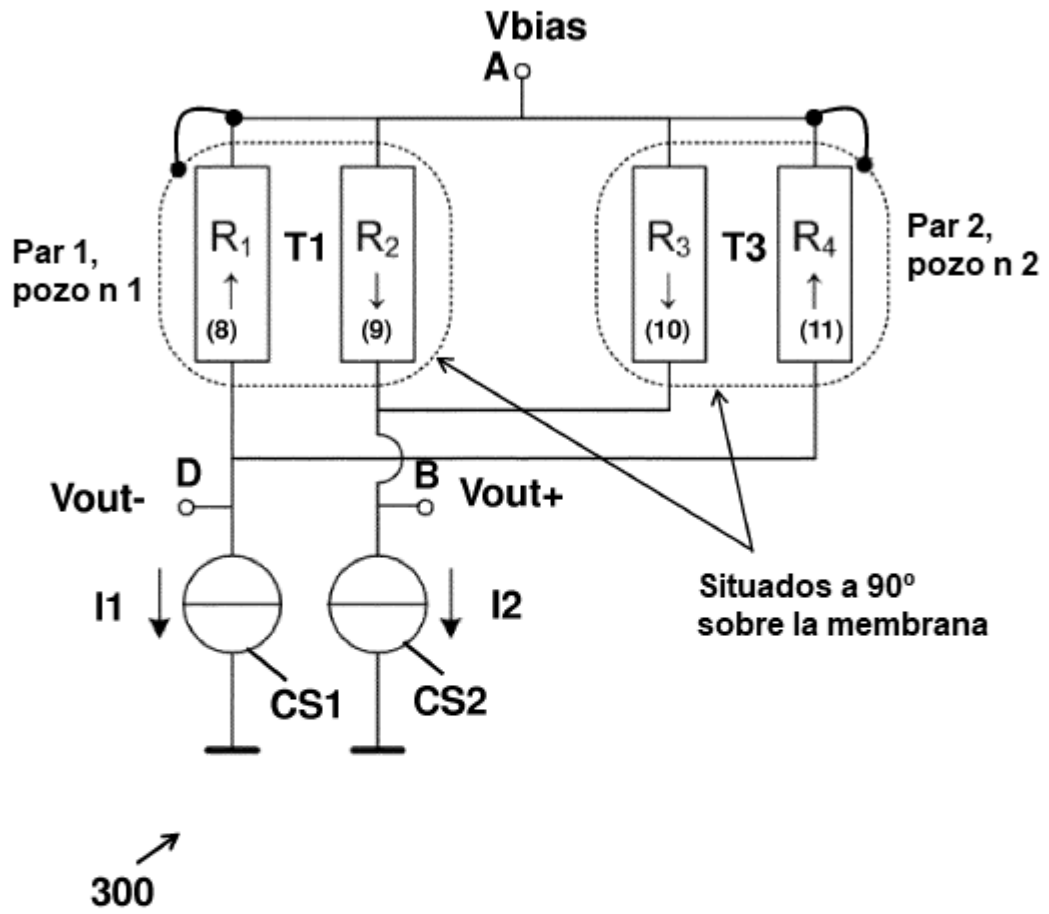 Vbias
A
Par 1,
pozo n 1
R1
(8)
T1
R2
(9)
R3
(10)
T3
R4
(11)
Par 2,
pozo n 2
D
Vout-
B
Vout+
I1
CS1
I2
CS2
Situados a 90º
sobre la membrana
300